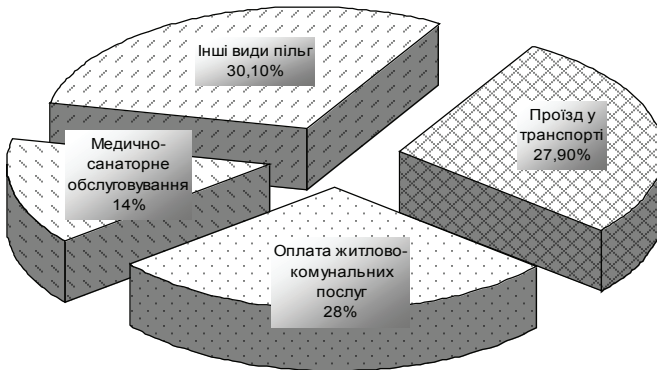 Інші види пільг
30,10%
Проїзд у
транспорті
27,90%
Медично-
санаторне
обслуговування
14%
Оплата житлово-
комунальних
послуг
28%